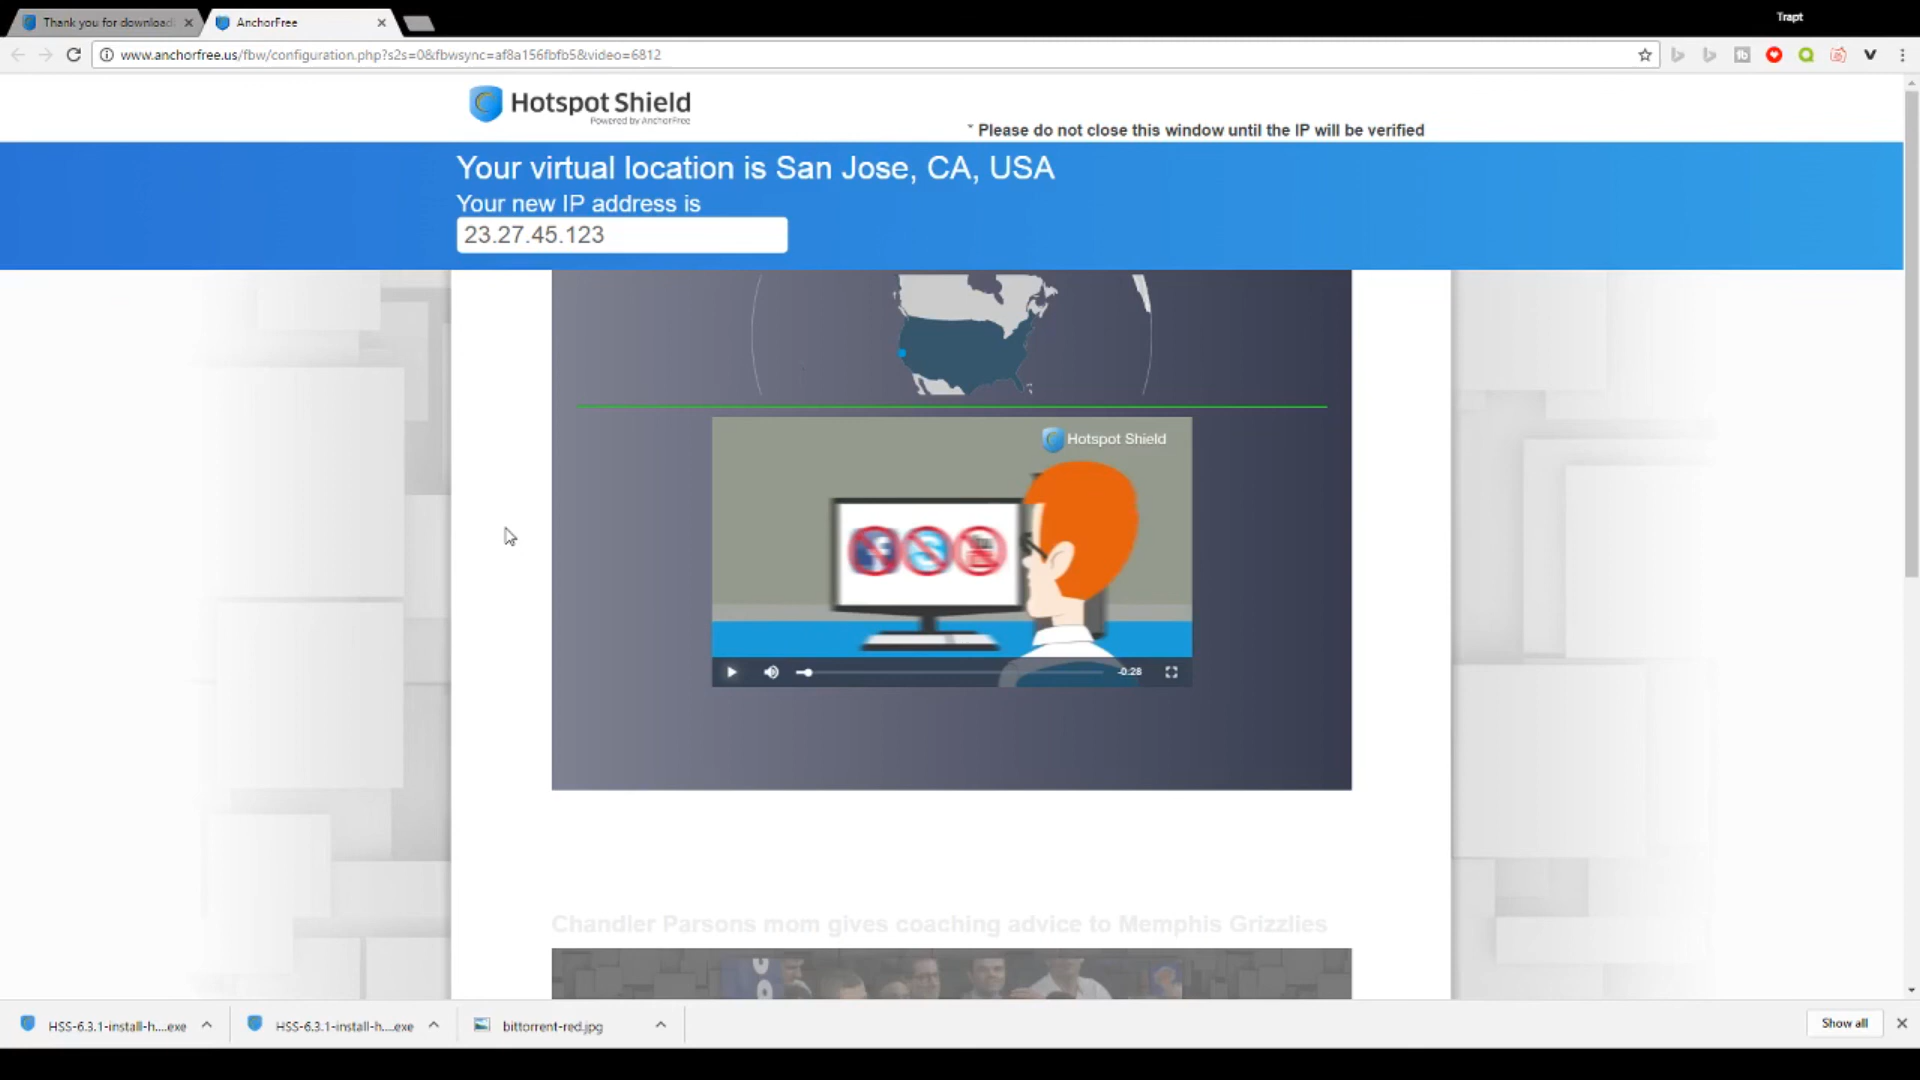 Thank you for download
AnchorFree
Trapt
www.anchorfree.us/fbw/configuration.php?s2s=0&fbwsync=af8a156fbfb5&video=6812
Hotspot Shield
Powered by AnchorFree
* Please do not close this window until the IP will be verified
Your virtual location is San Jose, CA, USA
Your new IP address is
23.27.45.123
Hotspot Shield
-0:28
Chandler Parsons mom gives coaching advice to Memphis Grizzlies
HSS-6.3.1-install-h....exe
HSS-6.3.1-install-h....exe
bittorrent-red.jpg
Show all